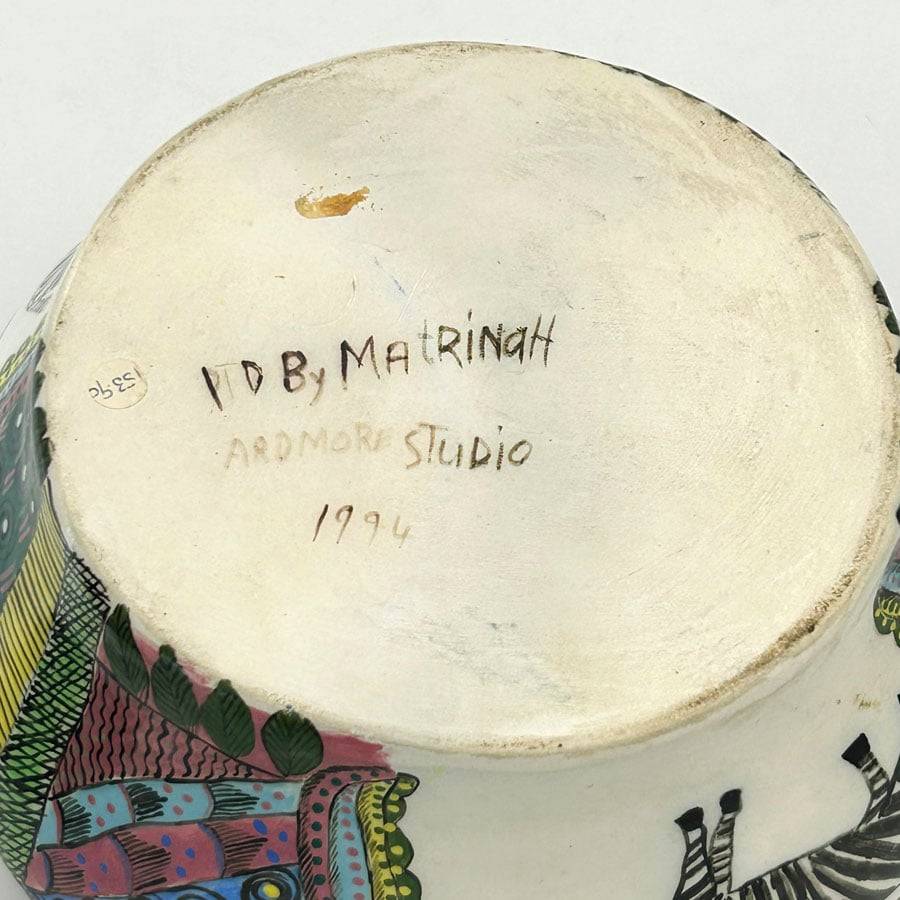 PTD By MAtRiNaH
ARDMORE STUDiO
1994